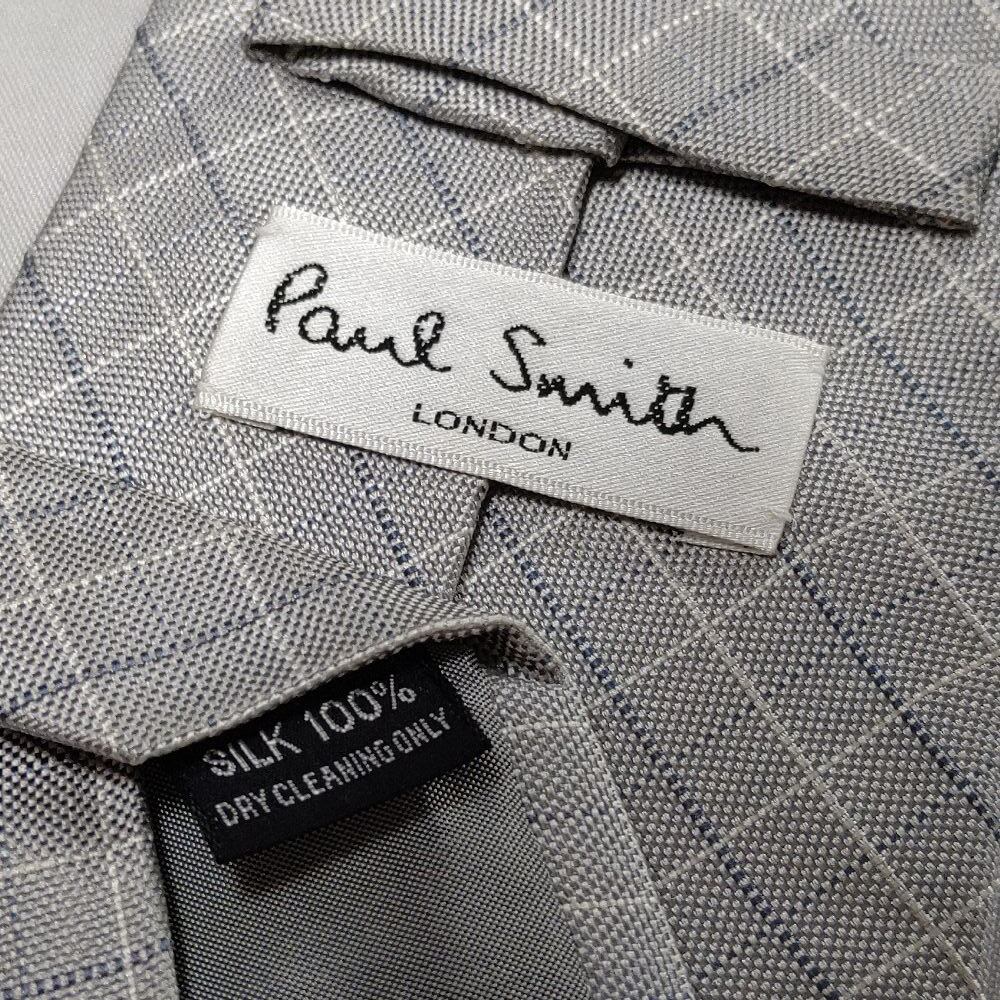 Paul Smith
LONDON
SILK 100%
DRY CLEANING ONLY